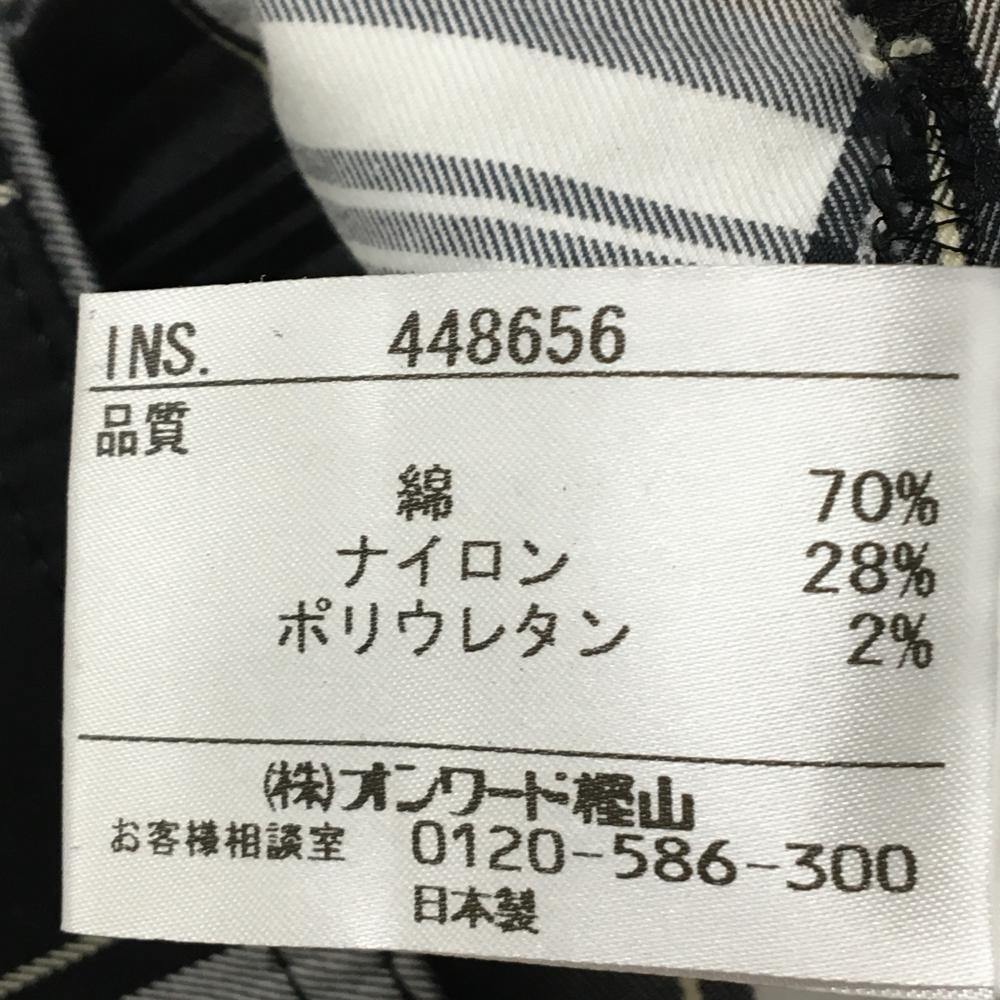 INS. 448656
品質
綿 70%
ナイロン 28%
ポリウレタン 2%
㈱オンワード樫山
お客様相談室 0120-586-300
日本製